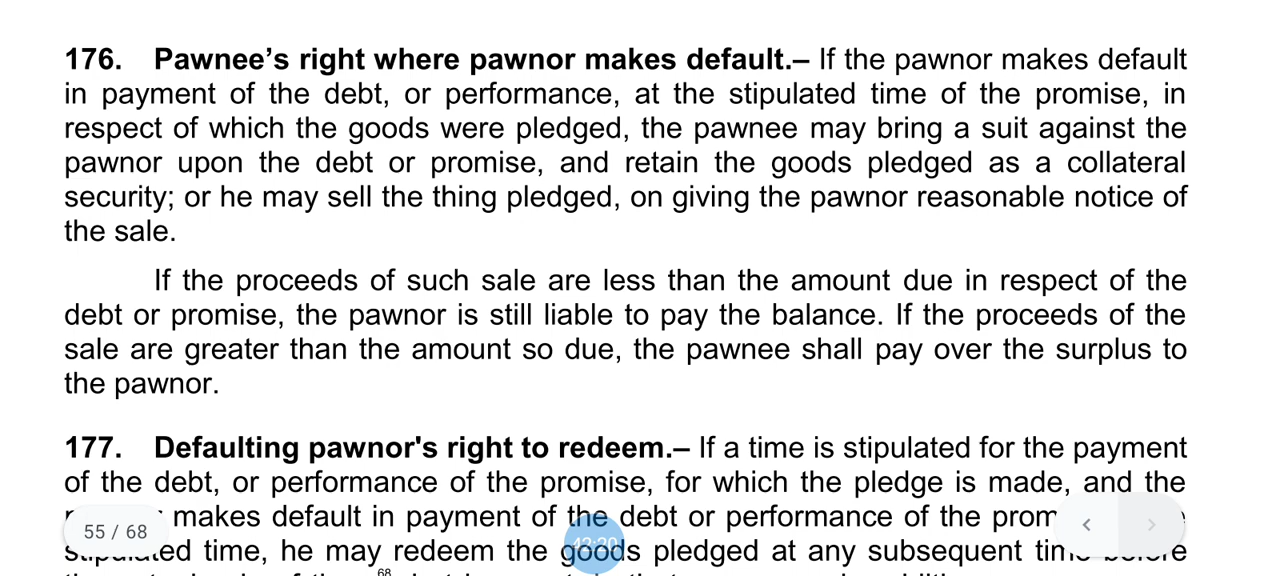 176. Pawnee’s right where pawnor makes default.– If the pawnor makes default
in payment of the debt, or performance, at the stipulated time of the promise, in
respect of which the goods were pledged, the pawnee may bring a suit against the
pawnor upon the debt or promise, and retain the goods pledged as a collateral
security; or he may sell the thing pledged, on giving the pawnor reasonable notice of
the sale.
If the proceeds of such sale are less than the amount due in respect of the
debt or promise, the pawnor is still liable to pay the balance. If the proceeds of the
sale are greater than the amount so due, the pawnee shall pay over the surplus to
the pawnor.
177. Defaulting pawnor's right to redeem.– If a time is stipulated for the payment
of the debt, or performance of the promise, for which the pledge is made, and the
makes default in payment of the debt or performance of the
55 / 68
time, he may redeem the goods pledged at any subsequent
42:20
68